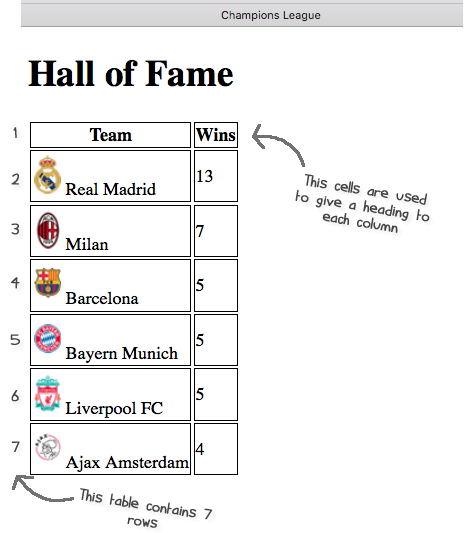 Champions League
Hall of Fame
1 Team Wins
2 Real Madrid 13
3 Milan 7
4 Barcelona 5
5 Bayern Munich 5
6 Liverpool FC 5
7 Ajax Amsterdam 4
This cells are used
to give a heading to
each column
This table contains 7
rows